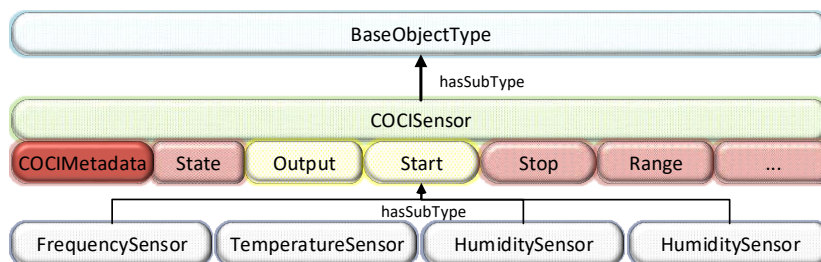 BaseObjectType
hasSubType
COCISensor
COCIMetadata State Output Start Stop Range ...
hasSubType
FrequencySensor TemperatureSensor HumiditySensor HumiditySensor